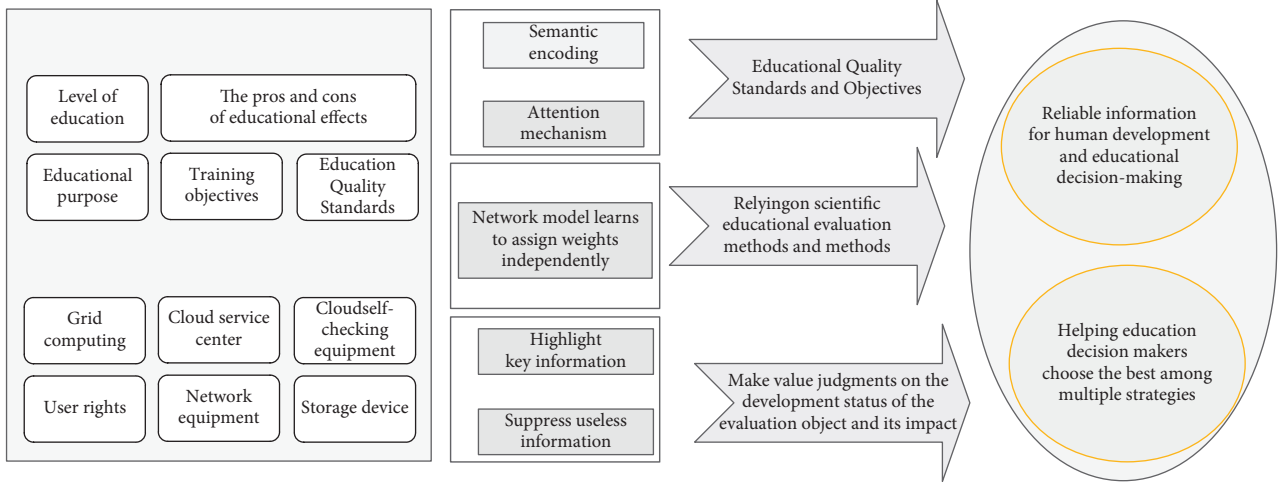 Level of
education
The pros and cons
of educational effects
Educational
purpose
Training
objectives
Education
Quality
Standards
Grid
computing
Cloud service
center
Cloudself-
checking
equipment
User rights
Network
equipment
Storage device
Semantic
encoding
Attention
mechanism
Network model learns
to assign weights
independently
Highlight
key information
Suppress useless
information
Educational Quality
Standards and Objectives
Relyingon scientific
educational evaluation
methods and methods
Make value judgments on the
development status of the
evaluation object and its impact
Reliable information
for human development
and educational
decision-making
Helping education
decision makers
choose the best among
multiple strategies